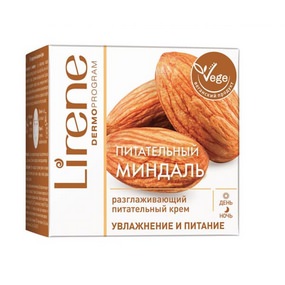 Lirene
DERMOPROGRAM
Vege
ПИТАТЕЛЬНЫЙ
МИНДАЛЬ
разглаживающий
питательный крем
УВЛАЖНЕНИЕ И ПИТАНИЕ
ДЕНЬ
НОЧЬ